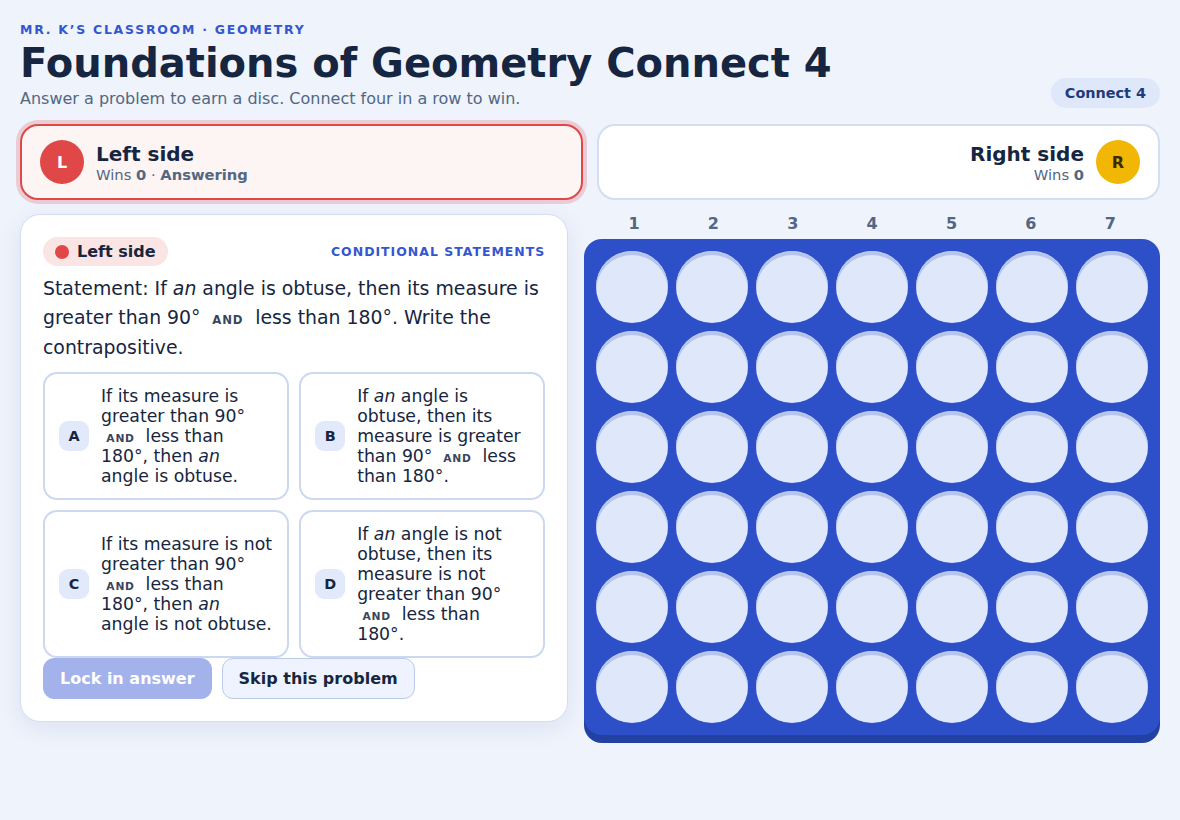 MR. K’S CLASSROOM · GEOMETRY
Foundations of Geometry Connect 4
Answer a problem to earn a disc. Connect four in a row to win.
Connect 4
L
Left side
Wins 0 · Answering
Right side
Wins 0
R
Left side
CONDITIONAL STATEMENTS
Statement: If an angle is obtuse, then its measure is
greater than 90° AND less than 180°. Write the
contrapositive.
A
If its measure is
greater than 90°
AND less than
180°, then an
angle is obtuse.
B
If an angle is
obtuse, then its
measure is greater
than 90° AND less
than 180°.
C
If its measure is not
greater than 90°
AND less than
180°, then an
angle is not obtuse.
D
If an angle is not
obtuse, then its
measure is not
greater than 90°
AND less than
180°.
Lock in answer
Skip this problem
1 2 3 4 5 6 7